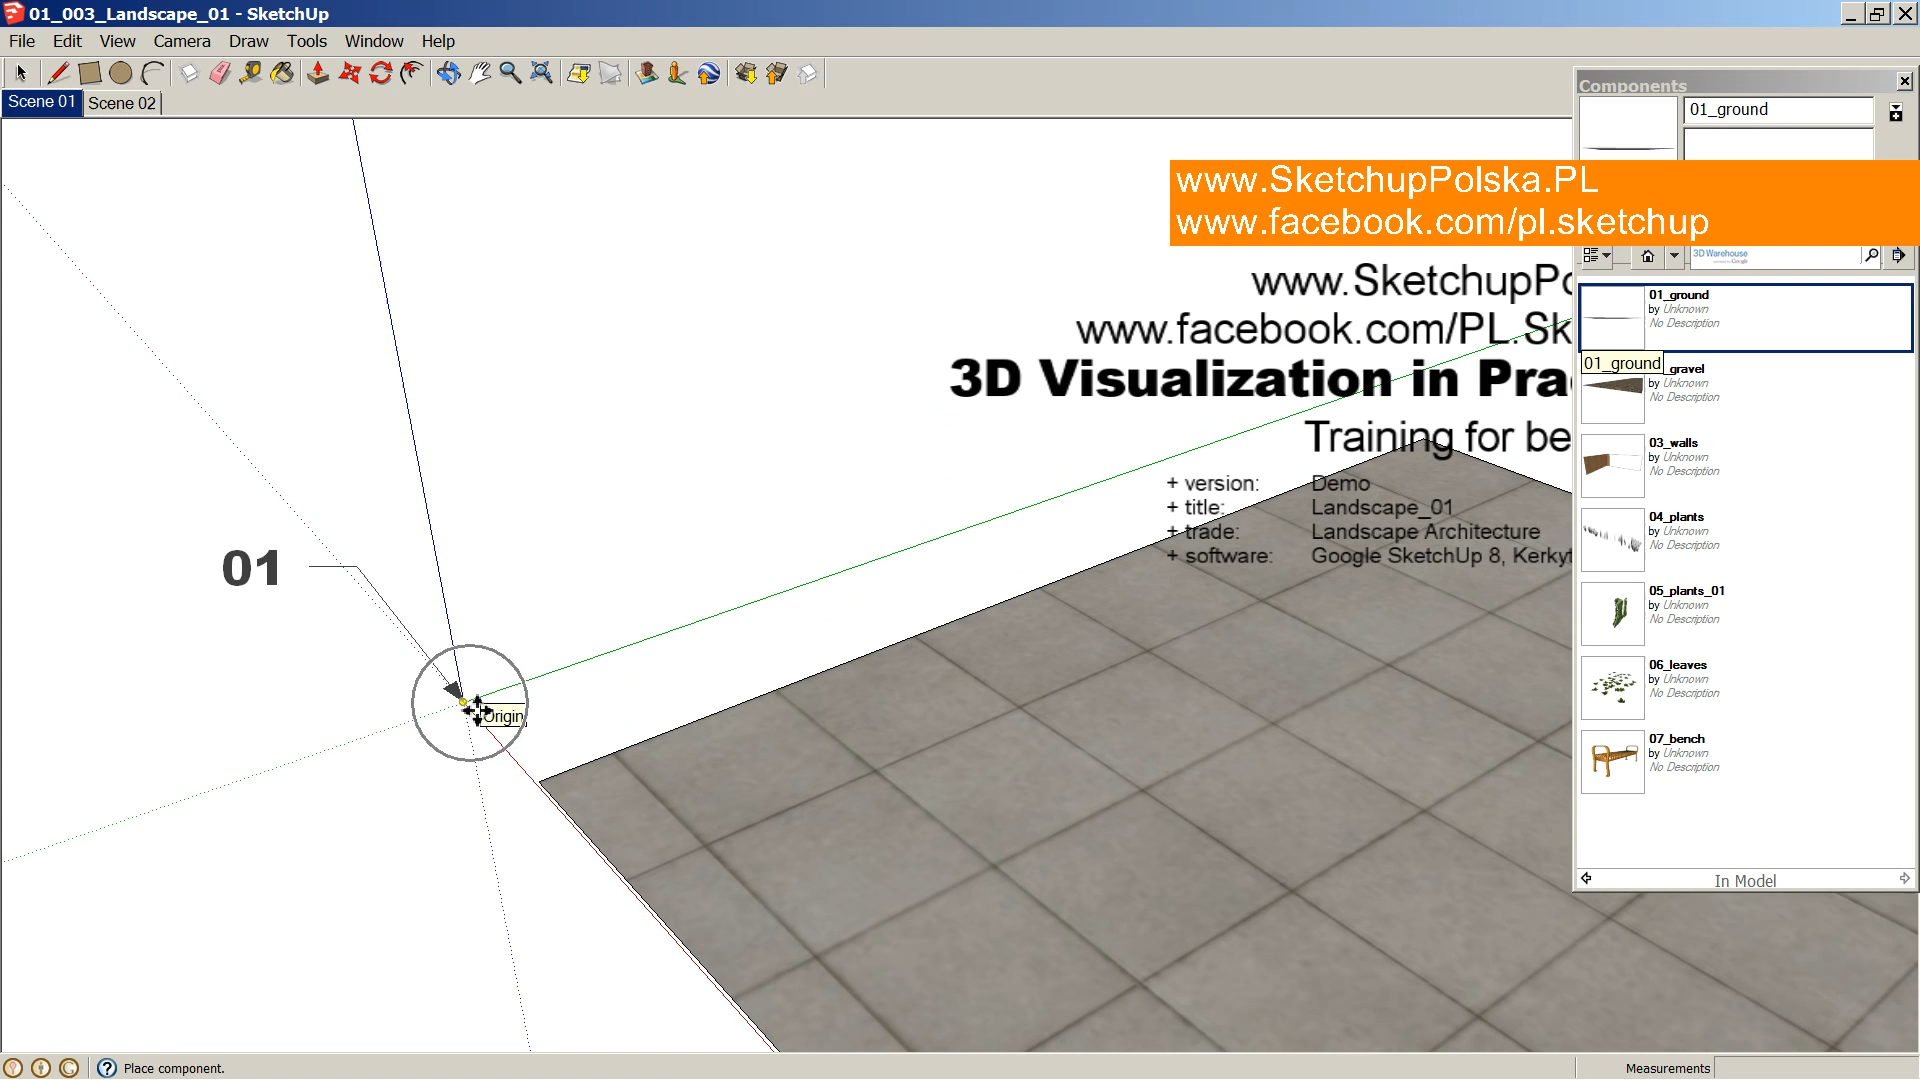 01_003_Landscape_01 - SketchUp
File Edit View Camera Draw Tools Window Help
Scene 01 Scene 02
Components
01_ground
www.SketchupPolska.PL
www.facebook.com/pl.sketchup
3D Warehouse
www.SketchupPo
www.facebook.com/PL.Sk
3D Visualization in Pra
Training for be
+ version: Demo
+ title: Landscape_01
+ trade: Landscape Architecture
+ software: Google SketchUp 8, Kerkyt
01_ground
by Unknown
No Description
01_ground
_gravel
by Unknown
No Description
03_walls
by Unknown
No Description
04_plants
by Unknown
No Description
05_plants_01
by Unknown
No Description
06_leaves
by Unknown
No Description
07_bench
by Unknown
No Description
In Model
01
Origin
Place component.
Measurements